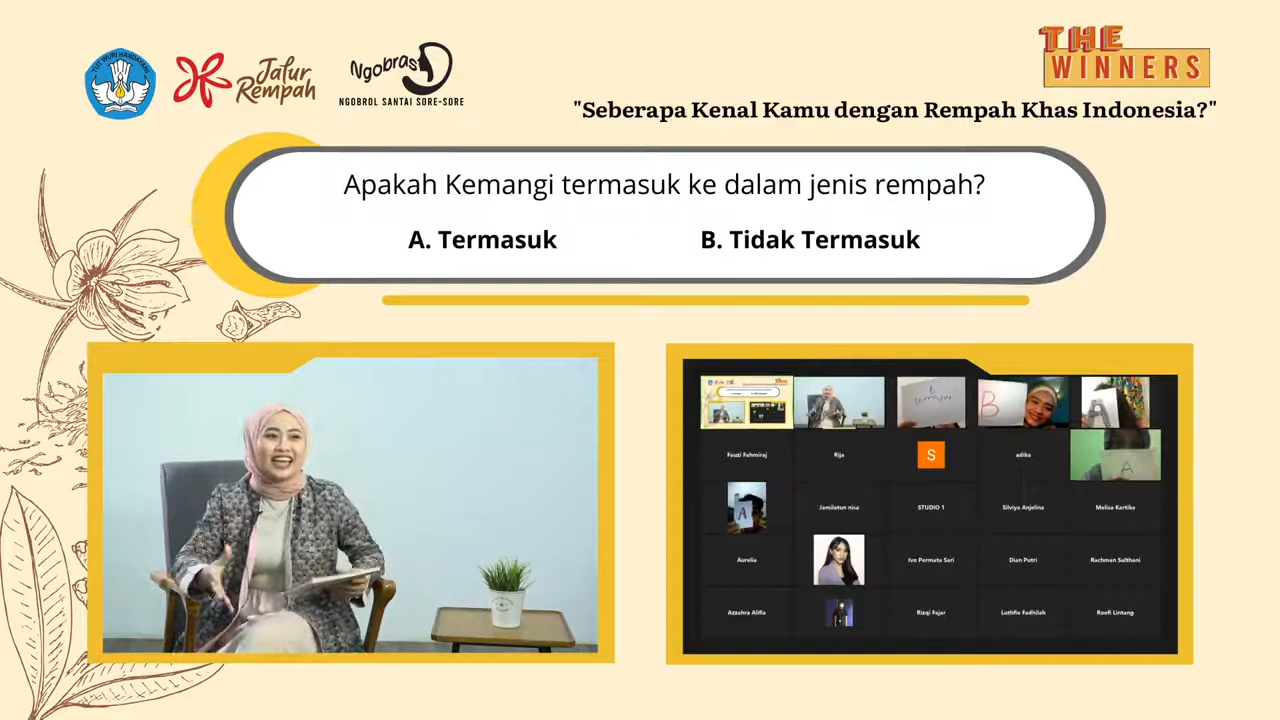 TUT WURI HANDAYANI
Jalur
Rempah
Ngobras
NGOBROL SANTAI SORE-SORE
THE
WINNERS
"Seberapa Kenal Kamu dengan Rempah Khas Indonesia?"
Apakah Kemangi termasuk ke dalam jenis rempah?
A. Termasuk
B. Tidak Termasuk
B
A
Fauzi Fahmiraj
Rija
S
adika
A
A
Jamilatun nisa
STUDIO 1
Silviya Anjelina
Melisa Kartika
Aurelia
Ivo Permata Sari
Dian Putri
Rachman Sulthani
Azzahra Alifia
Rizqi Fajar
Luthfie Fadhilah
Roofi Lintang